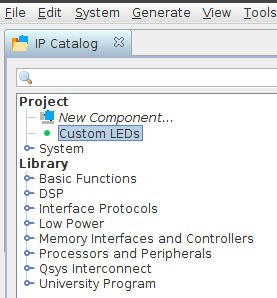 File Edit System Generate View Tools
IP Catalog
Project
New Component...
Custom LEDs
System
Library
Basic Functions
DSP
Interface Protocols
Low Power
Memory Interfaces and Controllers
Processors and Peripherals
Qsys Interconnect
University Program